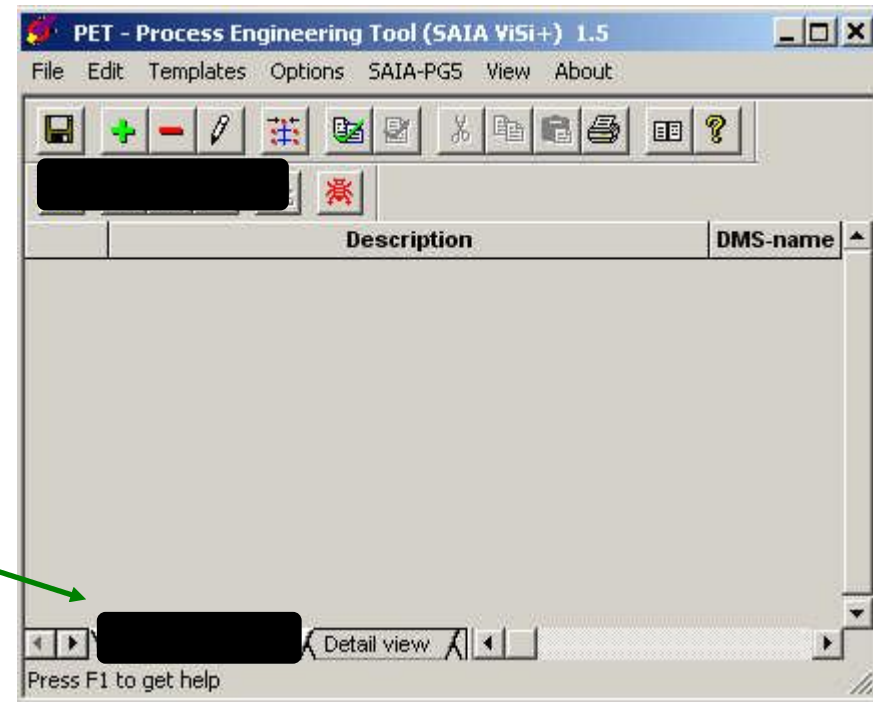 PET - Process Engineering Tool (SAIA ViSi+) 1.5
File Edit Templates Options SAIA-PG5 View About
Description DMS-name
Detail view
Press F1 to get help